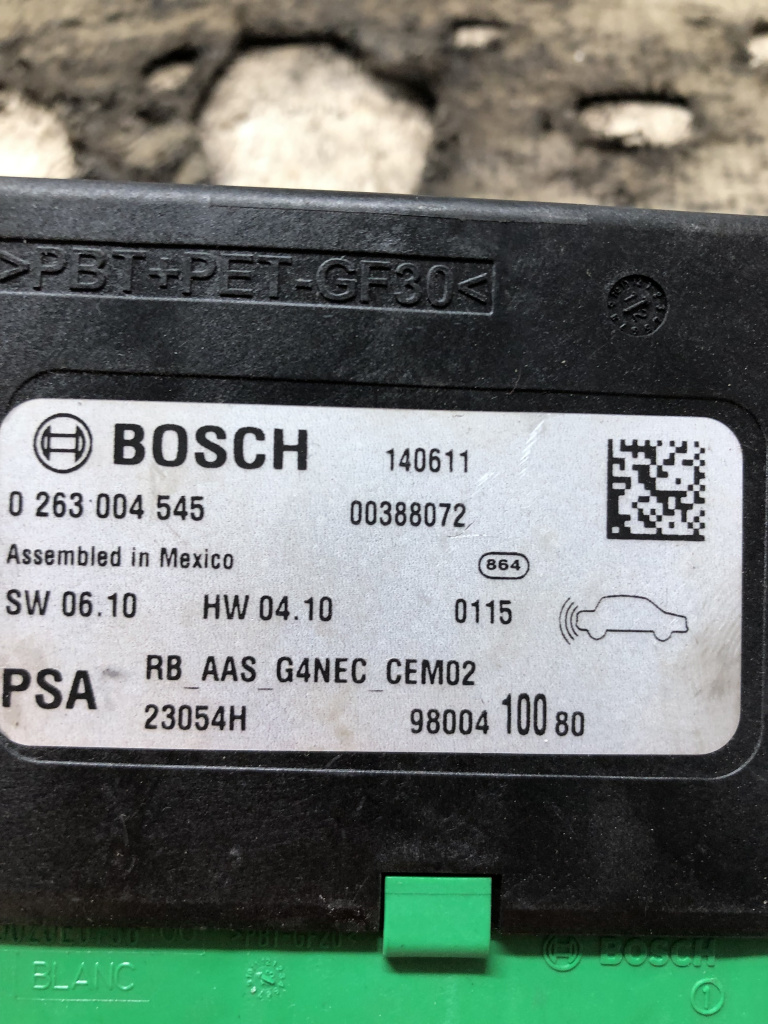 >PBT+PET-GF30<
BOSCH 140611
0 263 004 545 00388072
Assembled in Mexico 864
SW 06.10 HW 04.10 0115
PSA RB_AAS_G4NEC_CEM02
23054H 98004 100 80
BOSCH
BLANC
1